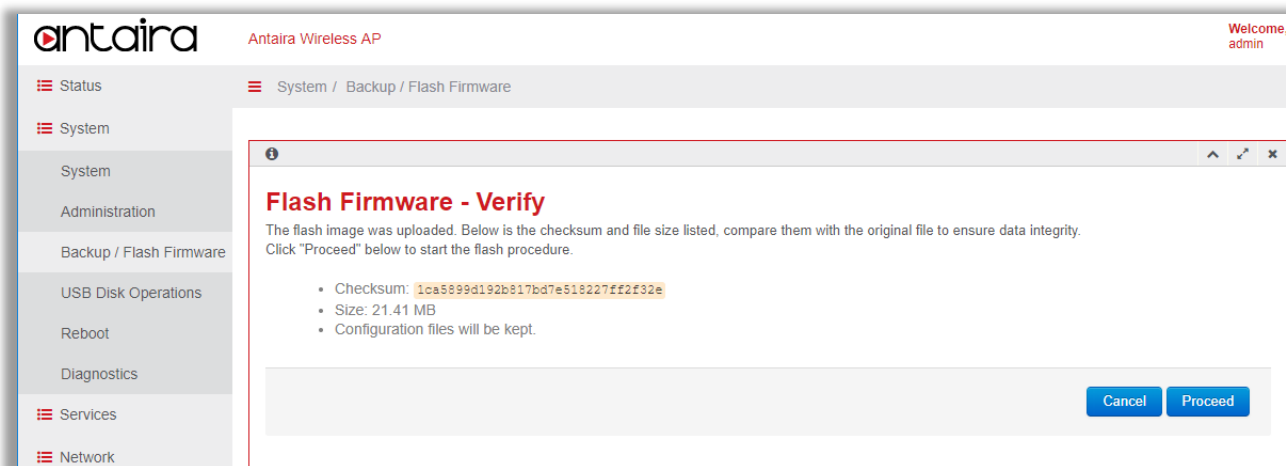 antaira
Antaira Wireless AP
Welcome,
admin
Status
System / Backup / Flash Firmware
System
System
Administration
Backup / Flash Firmware
USB Disk Operations
Reboot
Diagnostics
Services
Network
Flash Firmware - Verify
The flash image was uploaded. Below is the checksum and file size listed, compare them with the original file to ensure data integrity.
Click "Proceed" below to start the flash procedure.
Checksum: 1ca5899d192b817bd7e518227ff2f32e
Size: 21.41 MB
Configuration files will be kept.
Cancel
Proceed